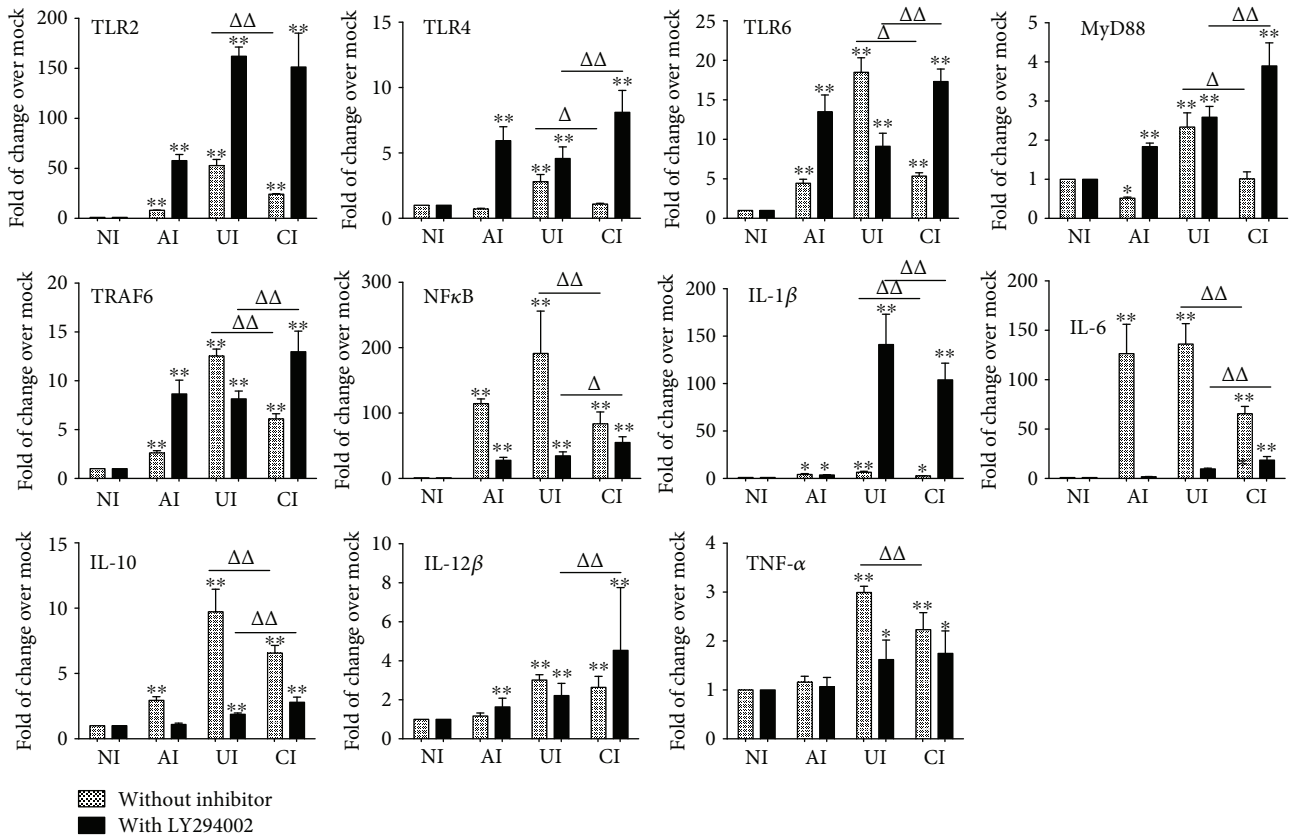 TLR2
Fold of change over mock
200
150
100
50
0
ΔΔ
** ** ** ** ** **
NI AI UI CI
TLR4
Fold of change over mock
15
10
5
0
ΔΔ
Δ
** ** ** **
NI AI UI CI
TLR6
Fold of change over mock
25
20
15
10
5
0
ΔΔ
Δ
** ** ** ** ** **
NI AI UI CI
MyD88
Fold of change over mock
5
4
3
2
1
0
ΔΔ
Δ
* ** ** ** **
NI AI UI CI
TRAF6
Fold of change over mock
20
15
10
5
0
ΔΔ
ΔΔ
** ** ** ** ** **
NI AI UI CI
NFκB
Fold of change over mock
300
200
100
0
ΔΔ
Δ
** ** ** ** ** **
NI AI UI CI
IL-1β
Fold of change over mock
200
150
100
50
0
ΔΔ
ΔΔ
* * ** ** * **
NI AI UI CI
IL-6
Fold of change over mock
200
150
100
50
0
ΔΔ
ΔΔ
** ** ** **
NI AI UI CI
IL-10
Fold of change over mock
15
10
5
0
ΔΔ
ΔΔ
** ** ** ** **
NI AI UI CI
IL-12β
Fold of change over mock
10
8
6
4
2
0
ΔΔ
** ** ** ** **
NI AI UI CI
TNF-α
Fold of change over mock
4
3
2
1
0
ΔΔ
** * ** *
NI AI UI CI
Without inhibitor
With LY294002